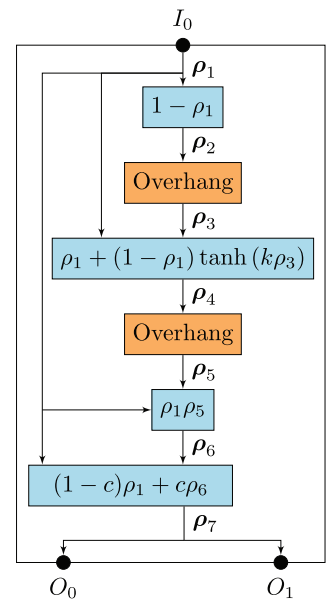 I₀
ρ₁
1 − ρ₁
ρ₂
Overhang
ρ₃
ρ₁ + (1 − ρ₁) tanh (kρ₃)
ρ₄
Overhang
ρ₅
ρ₁ρ₅
ρ₆
(1 − c)ρ₁ + cρ₆
ρ₇
O₀ O₁